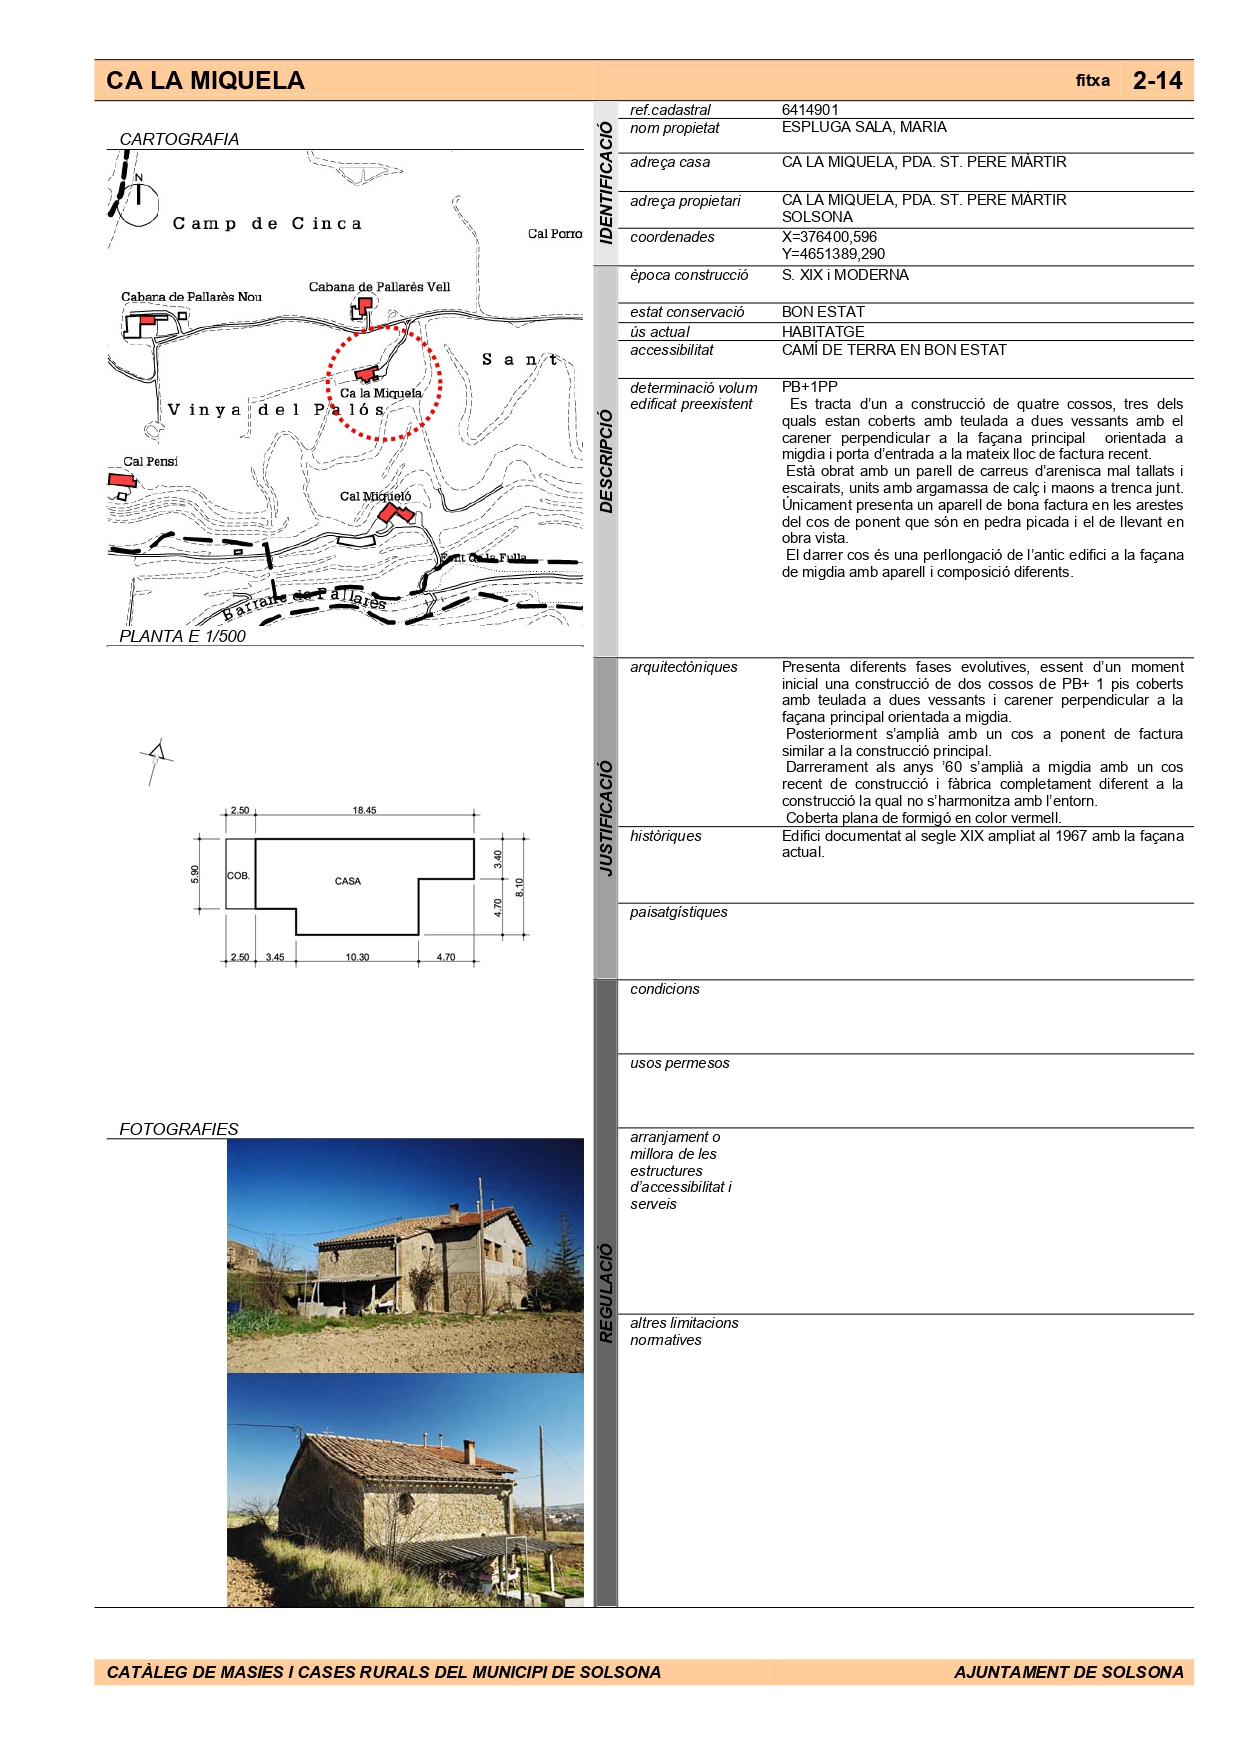 CA LA MIQUELA
fitxa 2-14
CARTOGRAFIA
N
Camp de Cinca
Cal Porro
Cabana de Pallarès Nou
Cabana de Pallarès Vell
Sant
Ca la Miquela
Vinya del Palós
Cal Pensí
Cal Miqueló
Font de la Fulla
Barranc de Pallarès
PLANTA E 1/500
2.50 18.45
5.90
COB.
CASA
3.40
8.10
4.70
2.50 3.45 10.30 4.70
FOTOGRAFIES
IDENTIFICACIÓ
ref.cadastral 6414901
nom propietat ESPLUGA SALA, MARIA
adreça casa CA LA MIQUELA, PDA. ST. PERE MÀRTIR
adreça propietari CA LA MIQUELA, PDA. ST. PERE MÀRTIR
SOLSONA
coordenades X=376400,596
Y=4651389,290
DESCRIPCIÓ
època construcció S. XIX i MODERNA
estat conservació BON ESTAT
ús actual HABITATGE
accessibilitat CAMÍ DE TERRA EN BON ESTAT
determinació volum edificat preexistent PB+1PP
Es tracta d'un a construcció de quatre cossos, tres dels
quals estan coberts amb teulada a dues vessants amb el
carener perpendicular a la façana principal orientada a
migdia i porta d'entrada a la mateix lloc de factura recent.
Està obrat amb un parell de carreus d'arenisca mal tallats i
escairats, units amb argamassa de calç i maons a trenca junt.
Únicament presenta un aparell de bona factura en les arestes
del cos de ponent que són en pedra picada i el de llevant en
obra vista.
El darrer cos és una perllongació de l'antic edifici a la façana
de migdia amb aparell i composició diferents.
JUSTIFICACIÓ
arquitectòniques Presenta diferents fases evolutives, essent d'un moment
inicial una construcció de dos cossos de PB+ 1 pis coberts
amb teulada a dues vessants i carener perpendicular a la
façana principal orientada a migdia.
Posteriorment s'amplià amb un cos a ponent de factura
similar a la construcció principal.
Darrerament als anys '60 s'amplià a migdia amb un cos
recent de construcció i fàbrica completament diferent a la
construcció la qual no s'harmonitza amb l'entorn.
Coberta plana de formigó en color vermell.
històriques Edifici documentat al segle XIX ampliat al 1967 amb la façana
actual.
paisatgístiques
REGULACIÓ
condicions
usos permesos
arranjament o
millora de les
estructures
d'accessibilitat i
serveis
altres limitacions
normatives
CATÀLEG DE MASIES I CASES RURALS DEL MUNICIPI DE SOLSONA
AJUNTAMENT DE SOLSONA